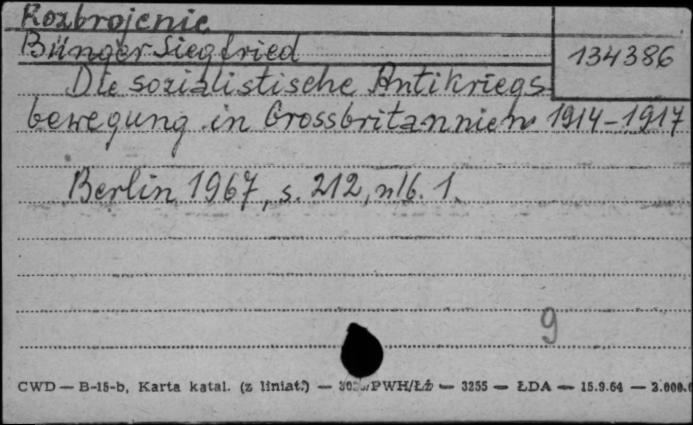 Rozbrojenie
Bünger Siegfried
134386
Die sozialistische Antikriegs-
bewegung in Grossbritannien 1914-1917
Berlin 1967, s. 212, nlb. 1.
9
CWD — B-15-b, Karta katal. (z liniat.) — PWH/Łż — 3255 — ŁDA — 15.9.64 —